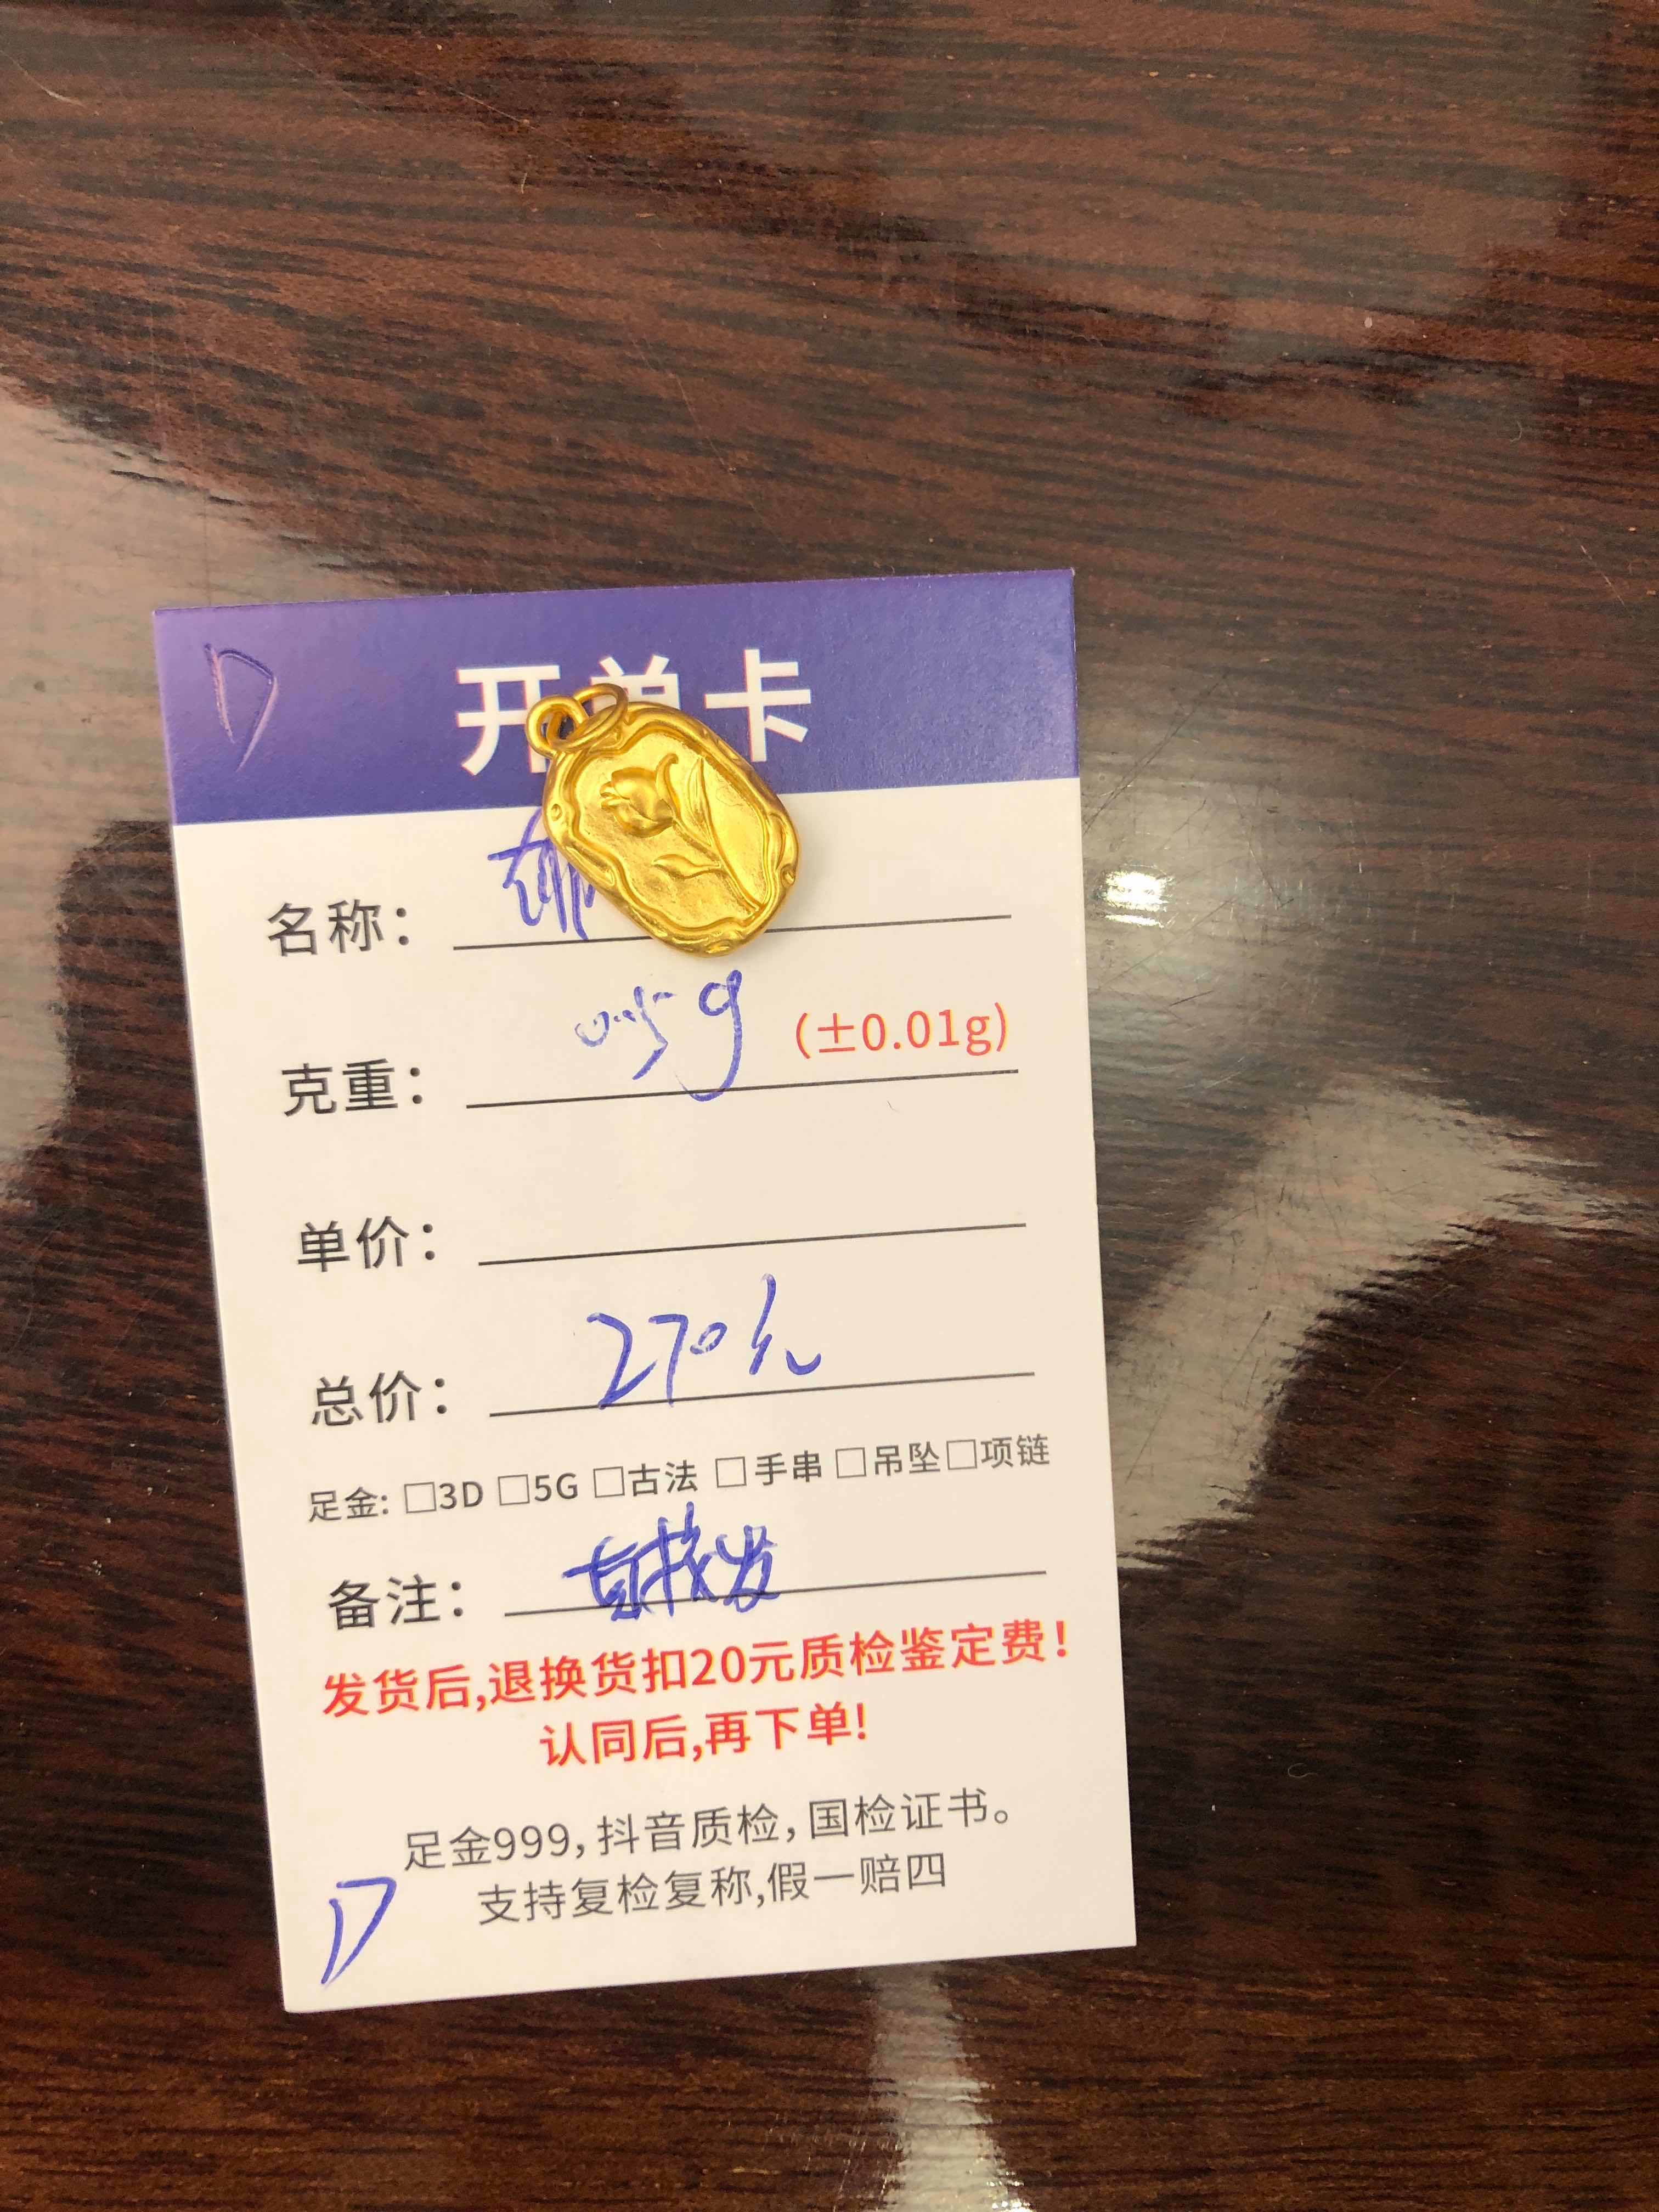 D
开单卡
名称：
克重： 0.35g (±0.01g)
单价：
总价： 270元
足金: □3D □5G □古法 □手串 □吊坠□项链
备注： 直接发
发货后,退换货扣20元质检鉴定费！
认同后,再下单!
足金999，抖音质检，国检证书。
支持复检复称,假一赔四
D